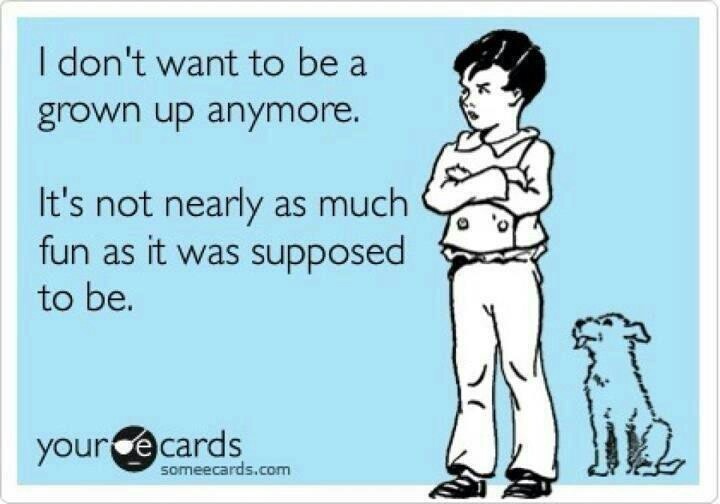 I don't want to be a
grown up anymore.
It's not nearly as much
fun as it was supposed
to be.
your e cards
someecards.com